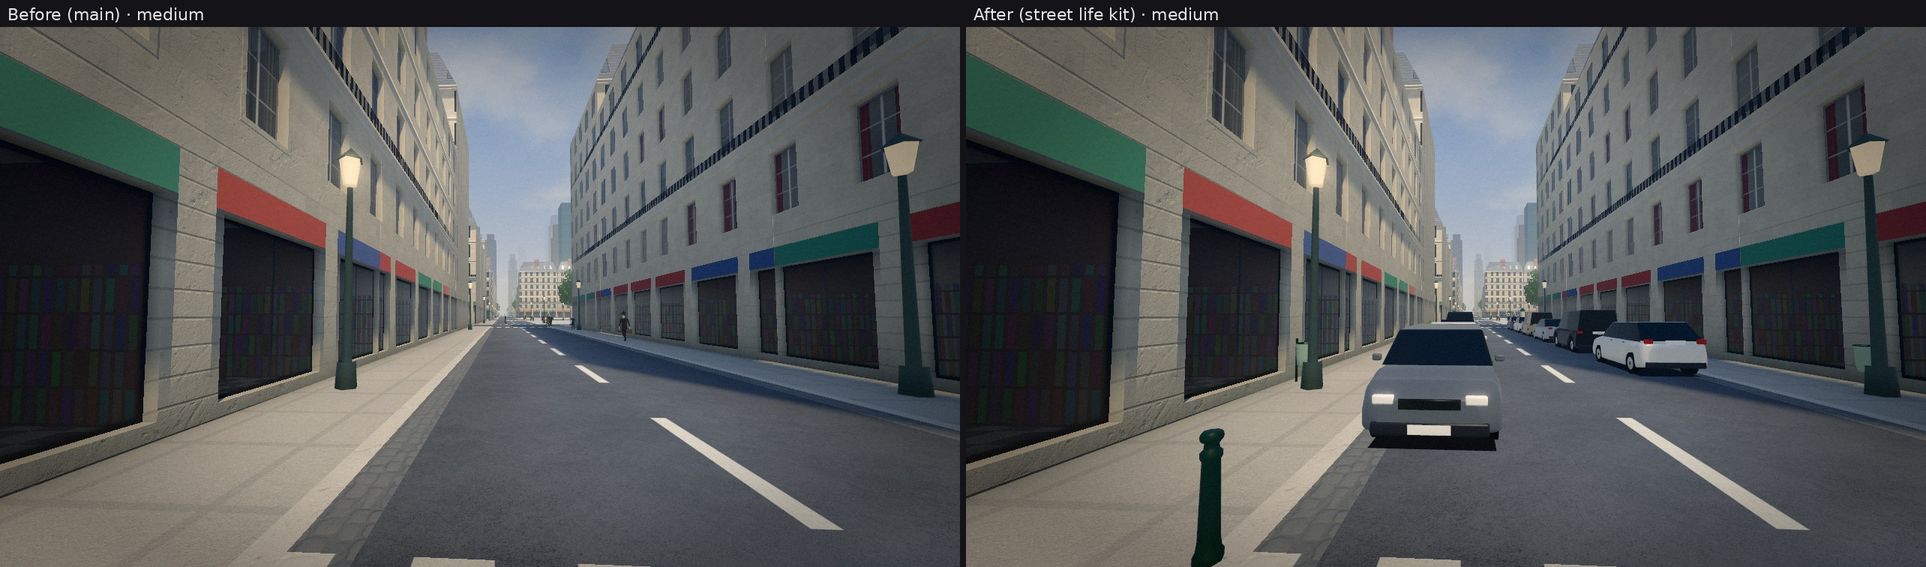 Before (main) · medium
After (street life kit) · medium